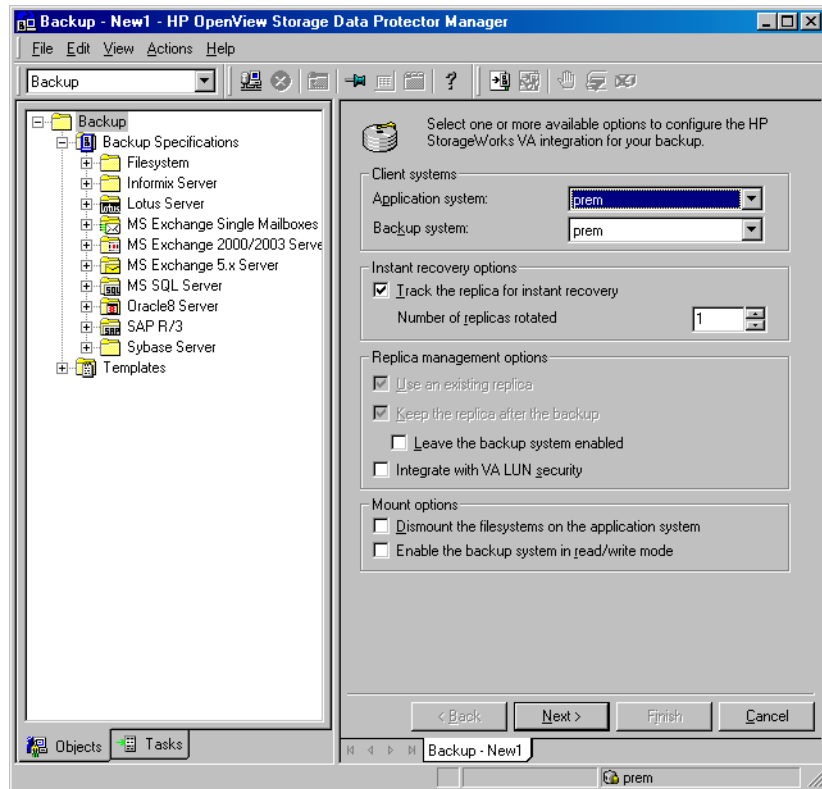 Backup - New1 - HP OpenView Storage Data Protector Manager
File Edit View Actions Help
Backup
Backup
Backup Specifications
Filesystem
Informix Server
Lotus Server
MS Exchange Single Mailboxes
MS Exchange 2000/2003 Serve
MS Exchange 5.x Server
MS SQL Server
Oracle8 Server
SAP R/3
Sybase Server
Templates
Objects Tasks
Select one or more available options to configure the HP
StorageWorks VA integration for your backup.
Client systems
Application system: prem
Backup system: prem
Instant recovery options
Track the replica for instant recovery
Number of replicas rotated 1
Replica management options
Use an existing replica
Keep the replica after the backup
Leave the backup system enabled
Integrate with VA LUN security
Mount options
Dismount the filesystems on the application system
Enable the backup system in read/write mode
< Back Next > Finish Cancel
Backup - New1
prem